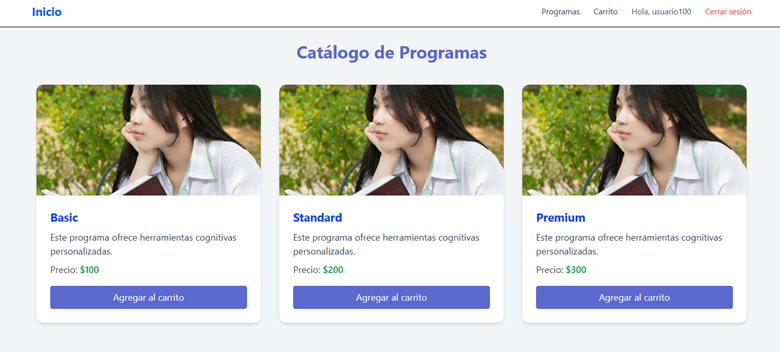 Inicio
Programas Carrito Hola, usuario100 Cerrar sesión
Catálogo de Programas
Basic
Este programa ofrece herramientas cognitivas
personalizadas.
Precio: $100
Agregar al carrito
Standard
Este programa ofrece herramientas cognitivas
personalizadas.
Precio: $200
Agregar al carrito
Premium
Este programa ofrece herramientas cognitivas
personalizadas.
Precio: $300
Agregar al carrito